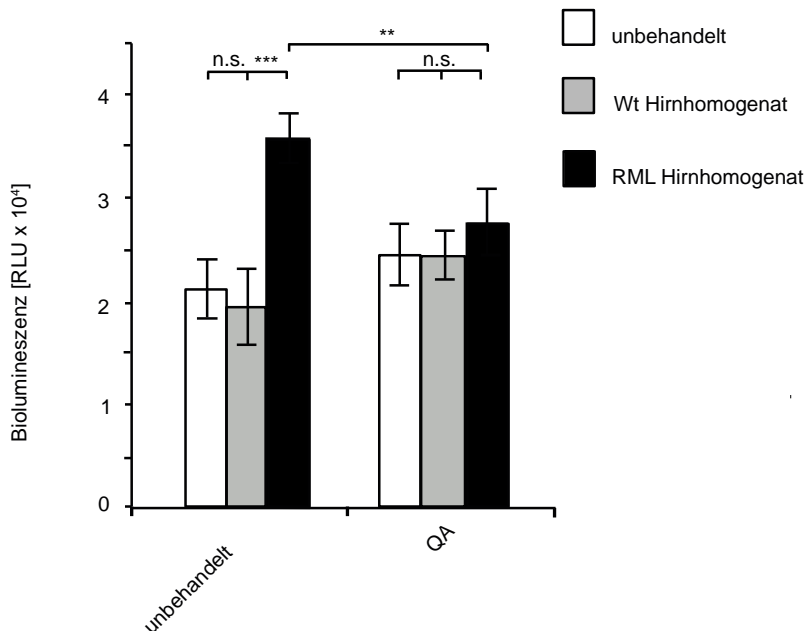 **
n.s. ***
n.s.
unbehandelt
Wt Hirnhomogenat
RML Hirnhomogenat
Biolumineszenz [RLU x 10⁴]
4
3
2
1
0
unbehandelt
QA